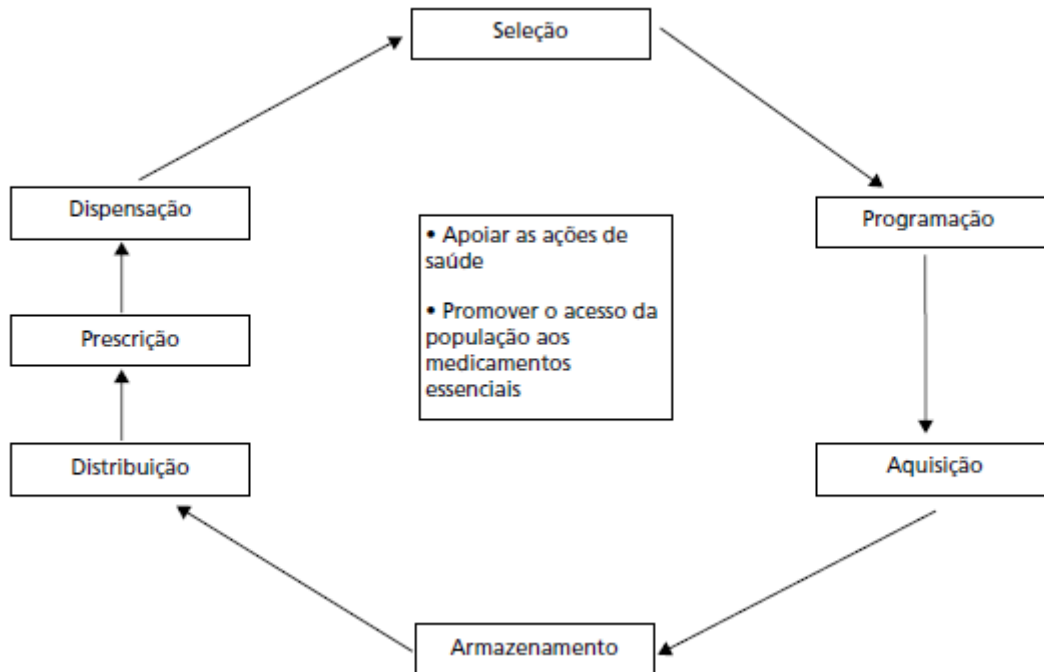 Seleção
Dispensação
Programação
• Apoiar as ações de
saúde
• Promover o acesso da
população aos
medicamentos
essenciais
Prescrição
Distribuição
Aquisição
Armazenamento